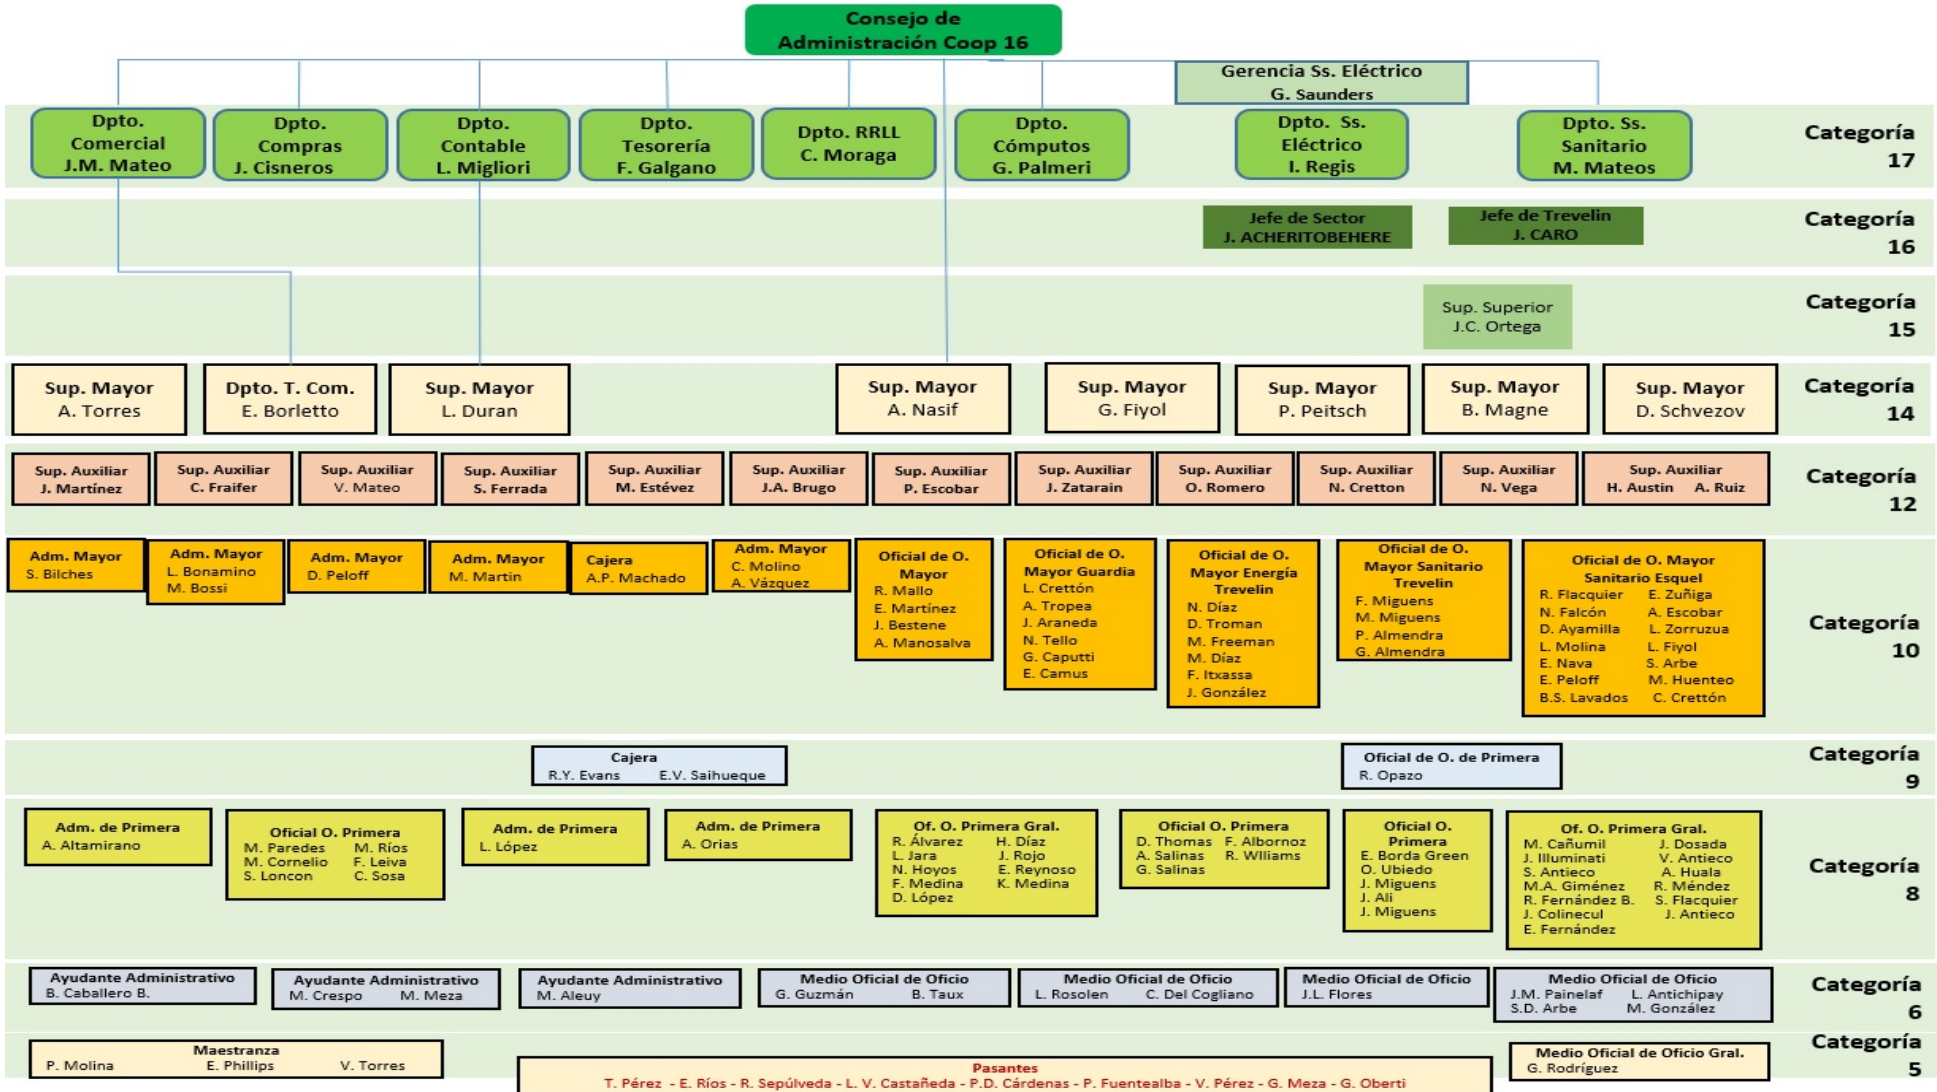 Consejo de
Administración Coop 16
Gerencia Ss. Eléctrico
G. Saunders
Dpto.
Comercial
J.M. Mateo
Dpto.
Compras
J. Cisneros
Dpto.
Contable
L. Migliori
Dpto.
Tesorería
F. Galgano
Dpto. RRLL
C. Moraga
Dpto.
Cómputos
G. Palmeri
Dpto. Ss.
Eléctrico
I. Regis
Dpto. Ss.
Sanitario
M. Mateos
Categoría
17
Jefe de Sector
J. ACHERITOBEHERE
Jefe de Trevelin
J. CARO
Categoría
16
Sup. Superior
J.C. Ortega
Categoría
15
Sup. Mayor
A. Torres
Dpto. T. Com.
E. Borletto
Sup. Mayor
L. Duran
Sup. Mayor
A. Nasif
Sup. Mayor
G. Fiyol
Sup. Mayor
P. Peitsch
Sup. Mayor
B. Magne
Sup. Mayor
D. Schvezov
Categoría
14
Sup. Auxiliar
J. Martínez
Sup. Auxiliar
C. Fraifer
Sup. Auxiliar
V. Mateo
Sup. Auxiliar
S. Ferrada
Sup. Auxiliar
M. Estévez
Sup. Auxiliar
J.A. Brugo
Sup. Auxiliar
P. Escobar
Sup. Auxiliar
J. Zatarain
Sup. Auxiliar
O. Romero
Sup. Auxiliar
N. Cretton
Sup. Auxiliar
N. Vega
Sup. Auxiliar
H. Austin A. Ruiz
Categoría
12
Adm. Mayor
S. Bilches
Adm. Mayor
L. Bonamino
M. Bossi
Adm. Mayor
D. Peloff
Adm. Mayor
M. Martin
Cajera
A.P. Machado
Adm. Mayor
C. Molino
A. Vázquez
Oficial de O.
Mayor
R. Mallo
E. Martínez
J. Bestene
A. Manosalva
Oficial de O.
Mayor Guardia
L. Crettón
A. Tropea
J. Araneda
N. Tello
G. Caputti
E. Camus
Oficial de O.
Mayor Energía
Trevelin
N. Díaz
D. Troman
M. Freeman
M. Díaz
F. Itxassa
J. González
Oficial de O.
Mayor Sanitario
Trevelin
F. Miguens
M. Miguens
P. Almendra
G. Almendra
Oficial de O. Mayor
Sanitario Esquel
R. Flacquier E. Zuñiga
N. Falcón A. Escobar
D. Ayamilla L. Zorruzua
L. Molina L. Fiyol
E. Nava S. Arbe
E. Peloff M. Huenteo
B.S. Lavados C. Crettón
Categoría
10
Cajera
R.Y. Evans E.V. Saihueque
Oficial de O. de Primera
R. Opazo
Categoría
9
Adm. de Primera
A. Altamirano
Oficial O. Primera
M. Paredes M. Ríos
M. Cornelio F. Leiva
S. Loncon C. Sosa
Adm. de Primera
L. López
Adm. de Primera
A. Orias
Of. O. Primera Gral.
R. Álvarez H. Díaz
L. Jara J. Rojo
N. Hoyos E. Reynoso
F. Medina K. Medina
D. López
Oficial O. Primera
D. Thomas F. Albornoz
A. Salinas R. WIliams
G. Salinas
Oficial O.
Primera
E. Borda Green
O. Ubiedo
J. Miguens
J. Ali
J. Miguens
Of. O. Primera Gral.
M. Cañumil J. Dosada
J. Illuminati V. Antieco
S. Antieco A. Huala
M.A. Giménez R. Méndez
R. Fernández B. S. Flacquier
J. Colinecul J. Antieco
E. Fernández
Categoría
8
Ayudante Administrativo
B. Caballero B.
Ayudante Administrativo
M. Crespo M. Meza
Ayudante Administrativo
M. Aleuy
Medio Oficial de Oficio
G. Guzmán B. Taux
Medio Oficial de Oficio
L. Rosolen C. Del Cogliano
Medio Oficial de Oficio
J.L. Flores
Medio Oficial de Oficio
J.M. Painelaf L. Antichipay
S.D. Arbe M. González
Categoría
6
Maestranza
P. Molina E. Phillips V. Torres
Pasantes
T. Pérez - E. Ríos - R. Sepúlveda - L. V. Castañeda - P.D. Cárdenas - P. Fuentealba - V. Pérez - G. Meza - G. Oberti
Medio Oficial de Oficio Gral.
G. Rodríguez
Categoría
5